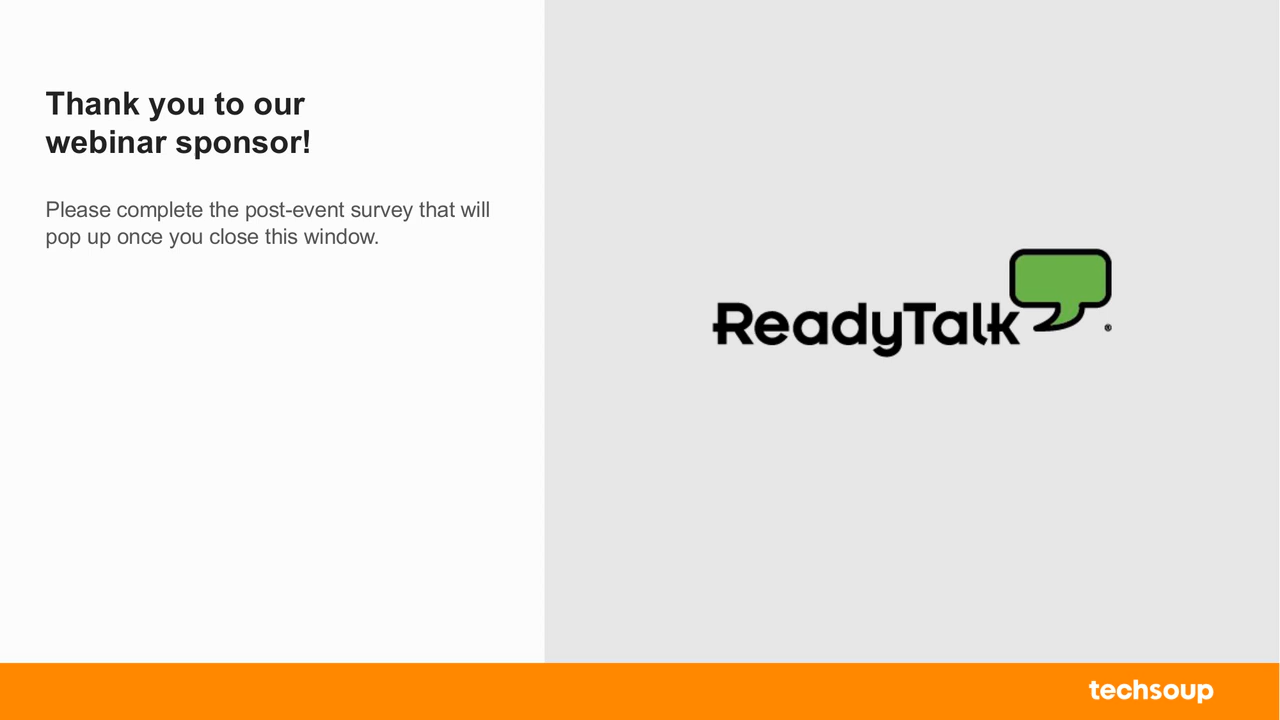 Thank you to our
webinar sponsor!
Please complete the post-event survey that will
pop up once you close this window.
ReadyTalk®
techsoup